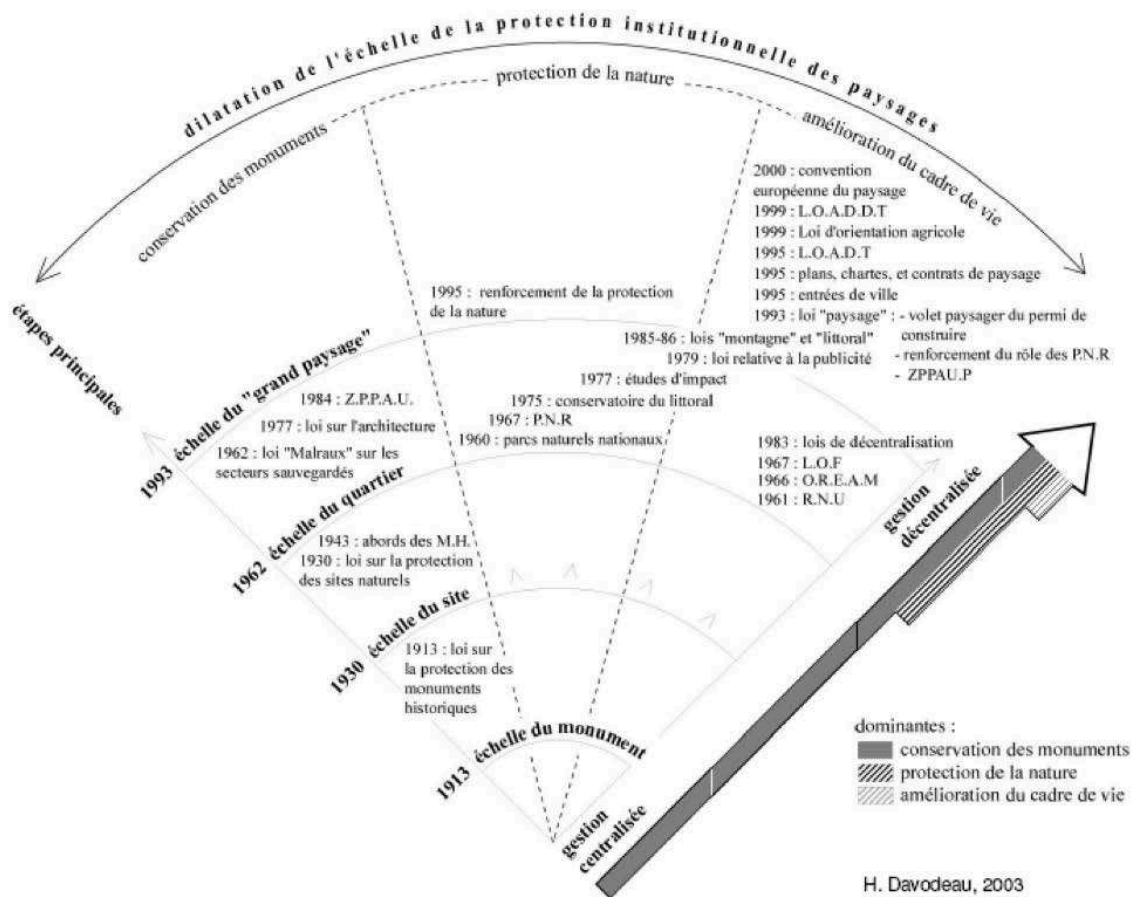 dilatation de l'échelle de la protection institutionnelle des paysages
conservation des monuments
protection de la nature
amélioration du cadre de vie
étapes principales
2000 : convention
européenne du paysage
1999 : L.O.A.D.D.T
1999 : Loi d'orientation agricole
1995 : L.O.A.D.T
1995 : plans, chartes, et contrats de paysage
1995 : entrées de ville
1993 : loi "paysage" : - volet paysager du permi de
construire
- renforcement du rôle des P.N.R
- ZPPAU.P
1995 : renforcement de la protection
de la nature
1985-86 : lois "montagne" et "littoral"
1979 : loi relative à la publicité
1977 : études d'impact
1975 : conservatoire du littoral
1967 : P.N.R
1960 : parcs naturels nationaux
1993 échelle du "grand paysage"
1984 : Z.P.P.A.U.
1977 : loi sur l'architecture
1962 : loi "Malraux" sur les
secteurs sauvegardés
1983 : lois de décentralisation
1967 : L.O.F
1966 : O.R.E.A.M
1961 : R.N.U
gestion
décentralisée
1962 échelle du quartier
1943 : abords des M.H.
1930 : loi sur la protection
des sites naturels
1930 échelle du site
1913 : loi sur
la protection des
monuments
historiques
1913 échelle du monument
gestion
centralisée
dominantes :
conservation des monuments
protection de la nature
amélioration du cadre de vie
H. Davodeau, 2003